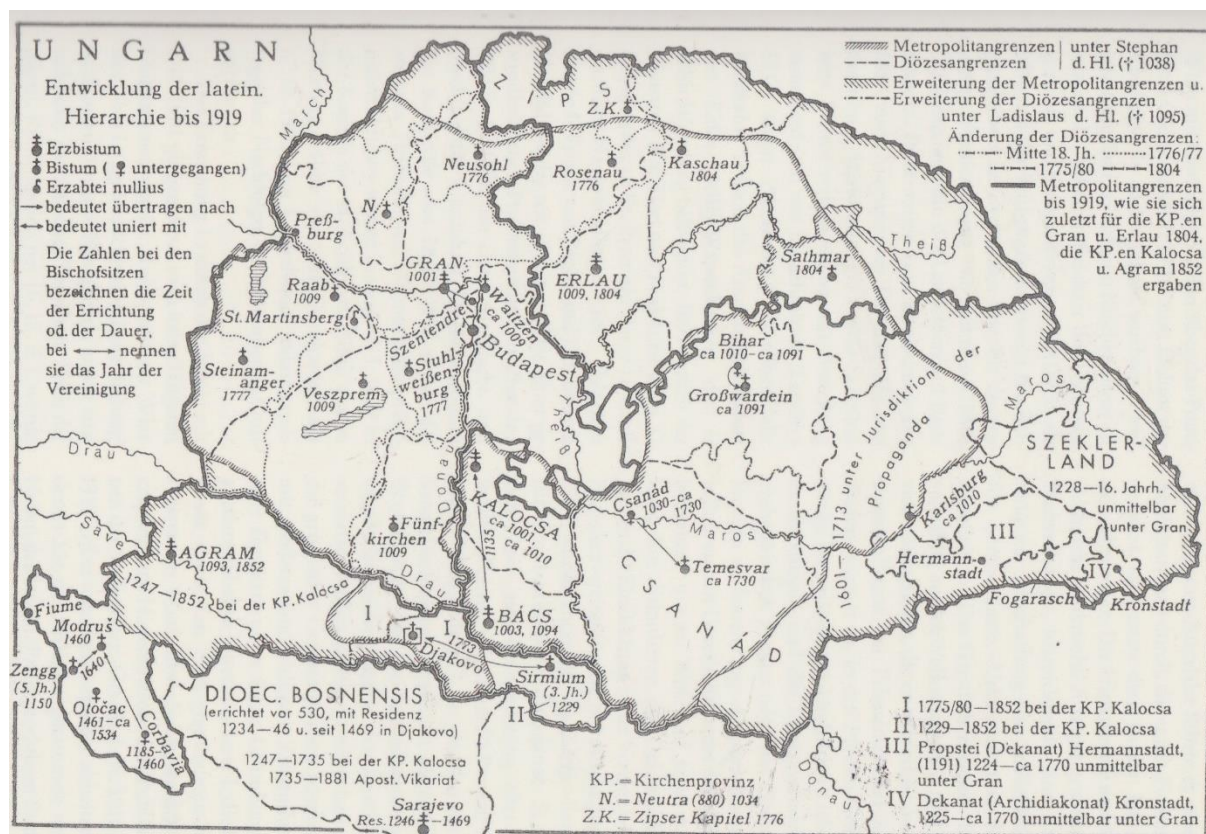 UNGARN
Entwicklung der latein.
Hierarchie bis 1919
Erzbistum
Bistum ( untergegangen)
Erzabtei nullius
bedeutet übertragen nach
bedeutet uniert mit
Die Zahlen bei den
Bischofsitzen
bezeichnen die Zeit
der Errichtung
od. der Dauer,
bei ⟷ nennen
sie das Jahr der
Vereinigung
Metropolitangrenzen
Diözesangrenzen
unter Stephan
d. Hl. († 1038)
Erweiterung der Metropolitangrenzen u.
Erweiterung der Diözesangrenzen
unter Ladislaus d. Hl. († 1095)
Änderung der Diözesangrenzen:
Mitte 18. Jh.
1776/77
1775/80
1804
Metropolitangrenzen
bis 1919, wie sie sich
zuletzt für die KP.en
Gran u. Erlau 1804,
die KP.en Kalocsa
u. Agram 1852
ergaben
March
ZIPS
Z.K.
Neusohl
1776
Rosenau
1776
Kaschau
1804
N.
Preß-
burg
Theiß
GRAN
1001
ERLAU
1009, 1804
Sathmar
1804
Raab
1009
Waitzen
ca 1009
St. Martinsberg
Szentendre
Budapest
Steinam-
anger
1777
Veszprem
1009
Stuhl-
weißen-
burg
1777
Bihar
ca 1010-ca 1091
Großwardein
ca 1091
Theiß
Donau
1601-1713 unter Jurisdiktion der
Propaganda
Maros
SZEKLER-
LAND
1228-16. Jahrh.
unmittelbar
unter Gran
Drau
Save
KALOCSA
ca 1001,
ca 1010
1135
Csanád
1030-ca
1730
Maros
Karlsburg
ca 1010
III
Fünf-
kirchen
1009
Hermann-
stadt
AGRAM
1093, 1852
Drau
Temesvar
ca 1730
CSANÁD
IV
Fogarasch
Kronstadt
1247-1852 bei der KP. Kalocsa
Fiume
Modruš
1460
I
I
BÁCS
1003, 1094
Djakovo
1773
Sirmium
(3. Jh.)
1229
II
Zengg
(5. Jh.)
1150
1640
Otočac
1461-ca
1534
Corbavia
1185-
1460
DIOEC. BOSNENSIS
(errichtet vor 530, mit Residenz
1234-46 u. seit 1469 in Djakovo)
1247-1735 bei der KP. Kalocsa
1735-1881 Apost. Vikariat
Sarajevo
Res. 1246-1469
Donau
KP. = Kirchenprovinz
N. = Neutra (880) 1034
Z.K. = Zipser Kapitel 1776
I 1775/80-1852 bei der KP. Kalocsa
II 1229-1852 bei der KP. Kalocsa
III Propstei (Dekanat) Hermannstadt,
(1191) 1224-ca 1770 unmittelbar
unter Gran
IV Dekanat (Archidiakonat) Kronstadt,
1225-ca 1770 unmittelbar unter Gran